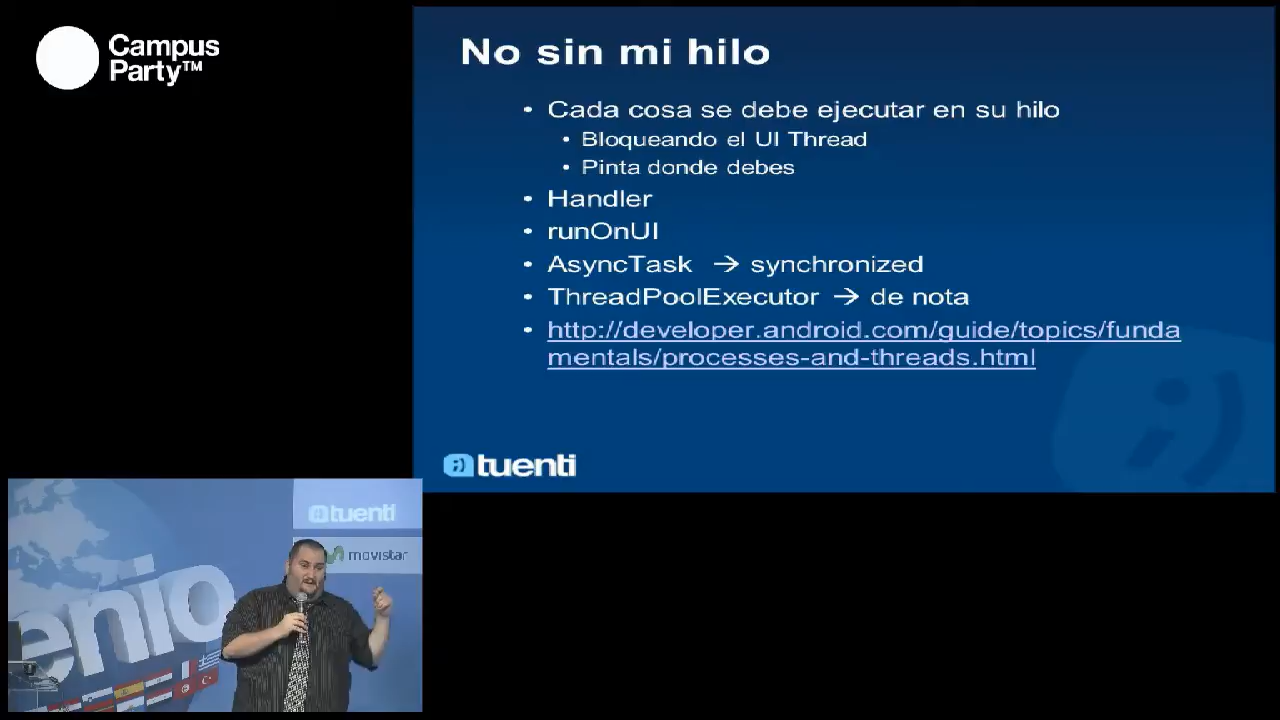 Campus
Party™
No sin mi hilo
• Cada cosa se debe ejecutar en su hilo
• Bloqueando el UI Thread
• Pinta donde debes
• Handler
• runOnUI
• AsyncTask → synchronized
• ThreadPoolExecutor → de nota
• http://developer.android.com/guide/topics/funda
mentals/processes-and-threads.html
tuenti
tuenti
movistar
enio